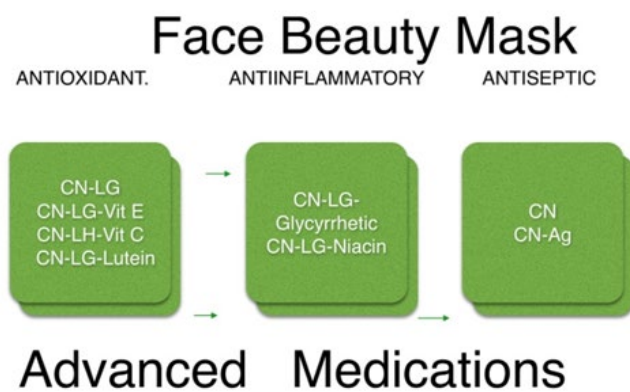 Face Beauty Mask
ANTIOXIDANT. ANTIINFLAMMATORY ANTISEPTIC
CN-LG
CN-LG-Vit E
CN-LH-Vit C
CN-LG-Lutein
CN-LG-
Glycyrrhetic
CN-LG-Niacin
CN
CN-Ag
Advanced Medications